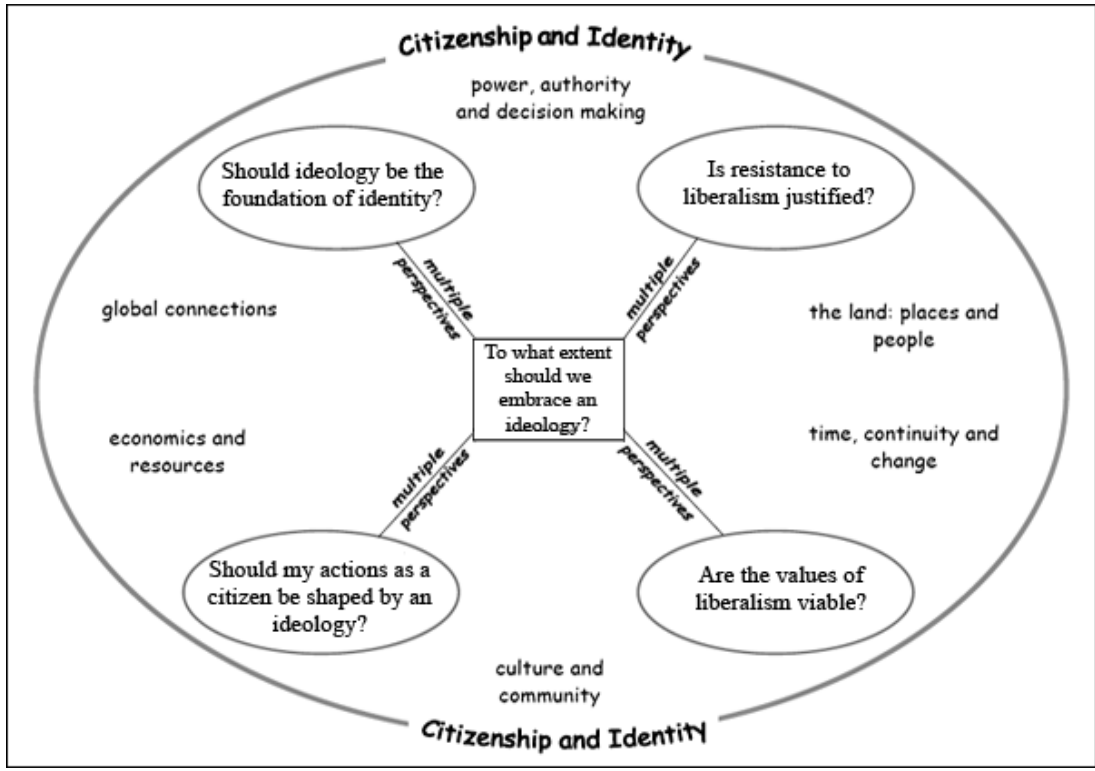 Citizenship and Identity
power, authority
and decision making
Should ideology be the
foundation of identity?
Is resistance to
liberalism justified?
multiple
perspectives
multiple
perspectives
global connections
the land: places and
people
To what extent
should we
embrace an
ideology?
economics and
resources
time, continuity and
change
multiple
perspectives
multiple
perspectives
Should my actions as a
citizen be shaped by an
ideology?
Are the values of
liberalism viable?
culture and
community
Citizenship and Identity